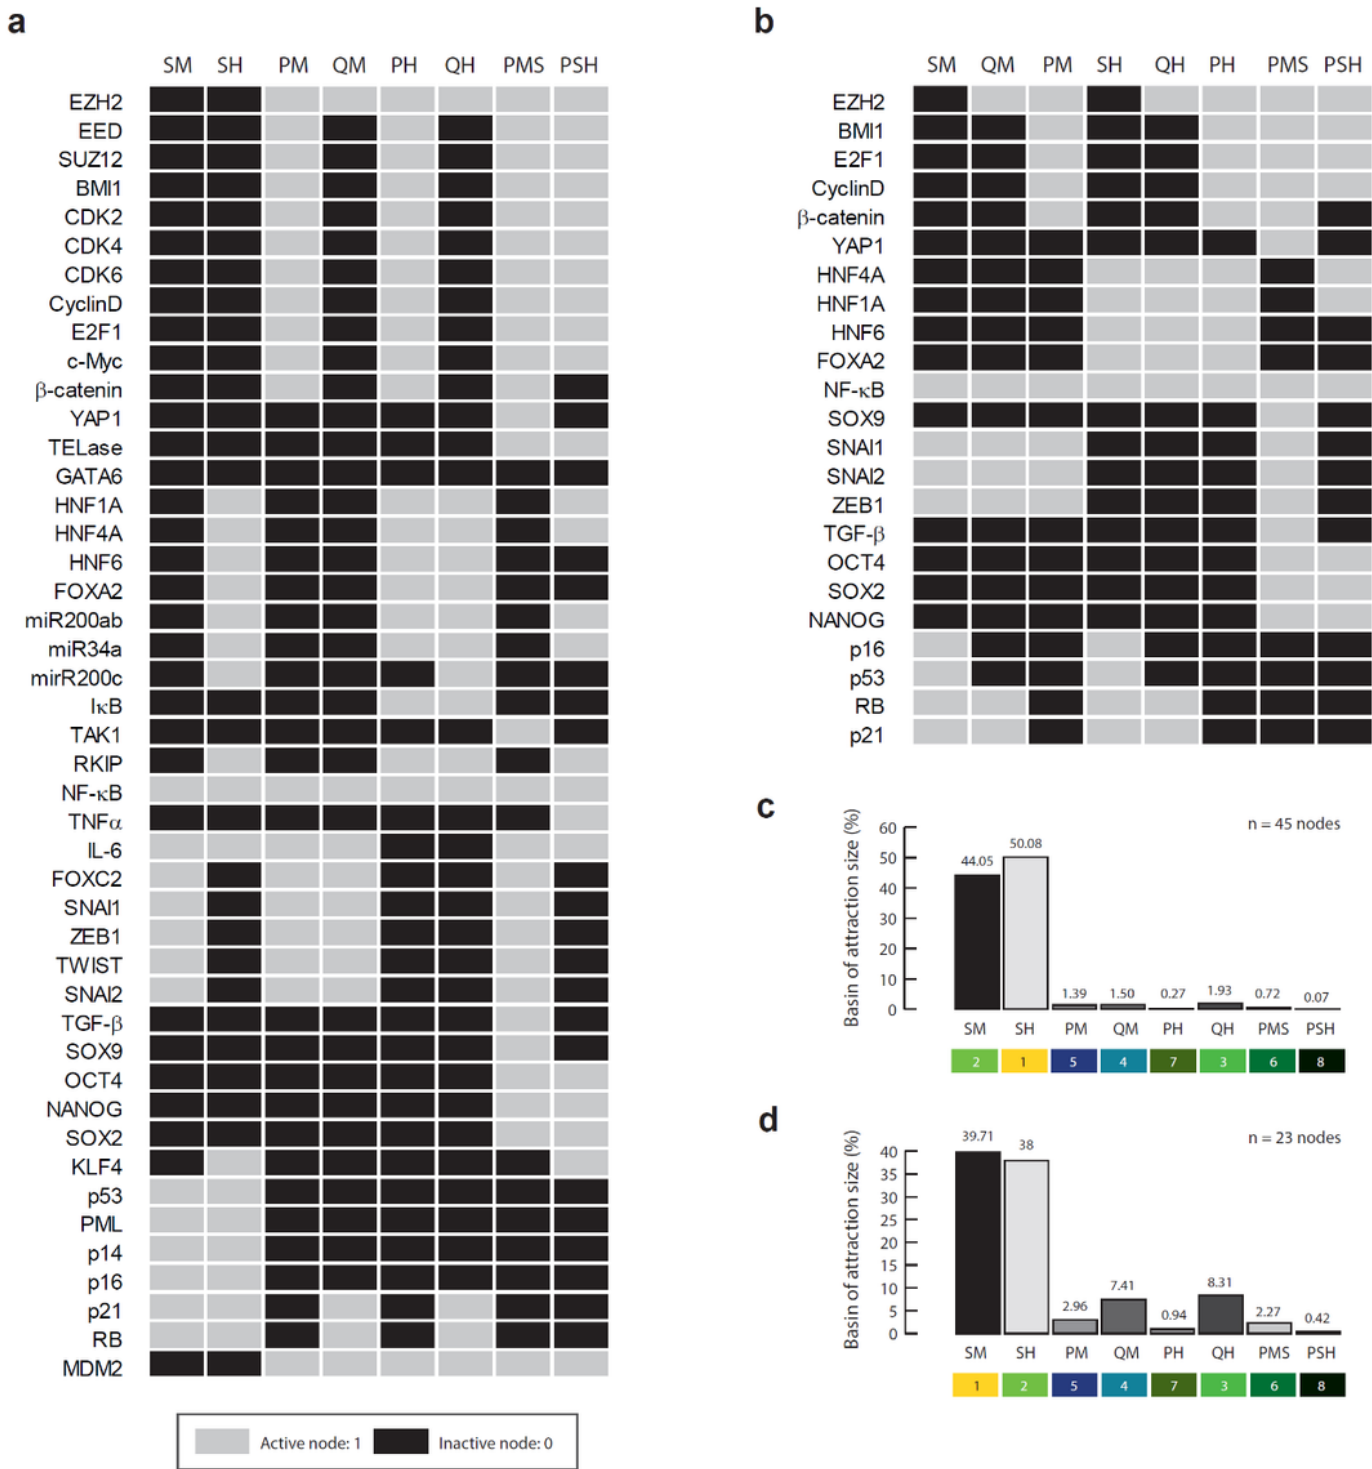 a
SM SH PM QM PH QH PMS PSH
EZH2
EED
SUZ12
BMI1
CDK2
CDK4
CDK6
CyclinD
E2F1
c-Myc
β-catenin
YAP1
TELase
GATA6
HNF1A
HNF4A
HNF6
FOXA2
miR200ab
miR34a
mirR200c
IκB
TAK1
RKIP
NF-κB
TNFα
IL-6
FOXC2
SNAI1
ZEB1
TWIST
SNAI2
TGF-β
SOX9
OCT4
NANOG
SOX2
KLF4
p53
PML
p14
p16
p21
RB
MDM2
Active node: 1 Inactive node: 0
b
SM QM PM SH QH PH PMS PSH
EZH2
BMI1
E2F1
CyclinD
β-catenin
YAP1
HNF4A
HNF1A
HNF6
FOXA2
NF-κB
SOX9
SNAI1
SNAI2
ZEB1
TGF-β
OCT4
SOX2
NANOG
p16
p53
RB
p21
c
Basin of attraction size (%)
n = 45 nodes
60
50
40
30
20
10
0
44.05 50.08 1.39 1.50 0.27 1.93 0.72 0.07
SM SH PM QM PH QH PMS PSH
2 1 5 4 7 3 6 8
d
Basin of attraction size (%)
n = 23 nodes
40
35
30
25
20
15
10
5
0
39.71 38 2.96 7.41 0.94 8.31 2.27 0.42
SM SH PM QM PH QH PMS PSH
1 2 5 4 7 3 6 8